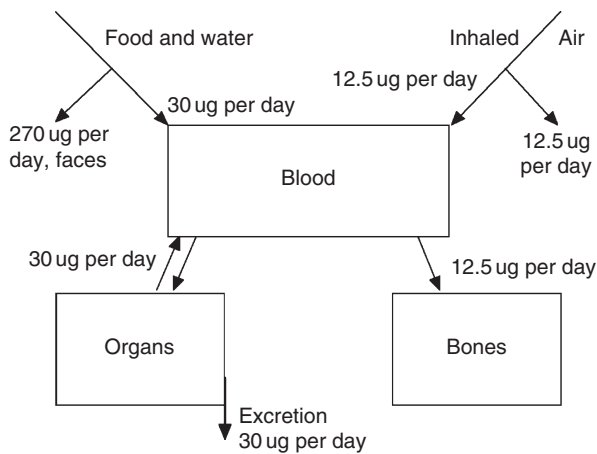 Food and water
Inhaled
Air
12.5 ug per day
30 ug per day
270 ug per
day, faces
12.5 ug
per day
Blood
30 ug per day
12.5 ug per day
Organs
Bones
Excretion
30 ug per day